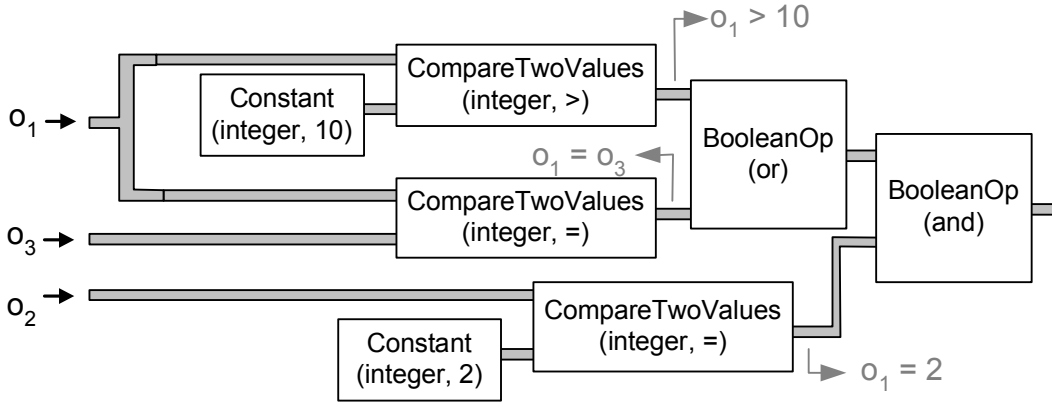 o₁ > 10
CompareTwoValues
(integer, >)
Constant
(integer, 10)
o₁
BooleanOp
(or)
o₁ = o₃
BooleanOp
(and)
CompareTwoValues
(integer, =)
o₃
o₂
CompareTwoValues
(integer, =)
Constant
(integer, 2)
o₁ = 2